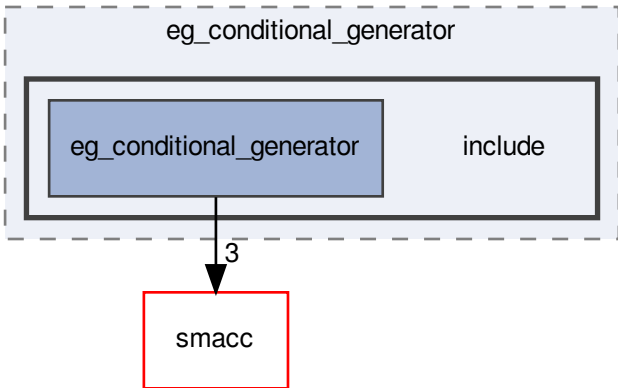 eg_conditional_generator
eg_conditional_generator
include
3
smacc